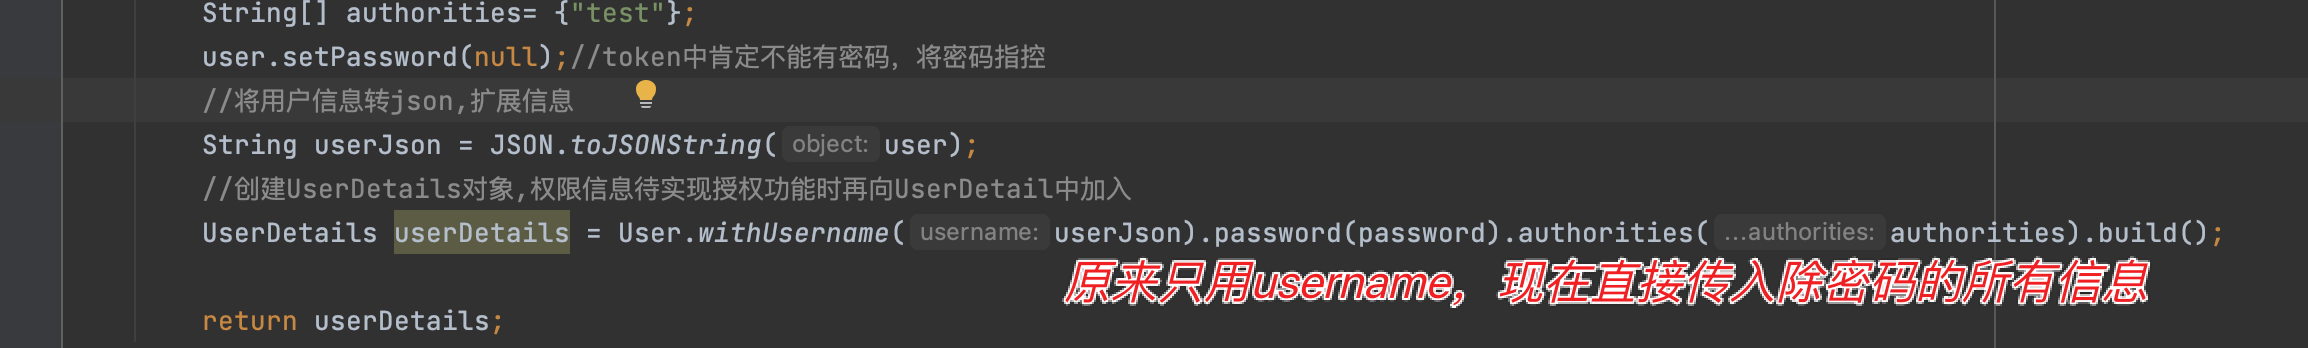 String[] authorities= {"test"};
user.setPassword(null);//token中肯定不能有密码，将密码指控
//将用户信息转json,扩展信息
String userJson = JSON.toJSONString( object: user);
//创建UserDetails对象,权限信息待实现授权功能时再向UserDetail中加入
UserDetails userDetails = User.withUsername( username: userJson).password(password).authorities( ...authorities: authorities).build();
原来只用username，现在直接传入除密码的所有信息
return userDetails;